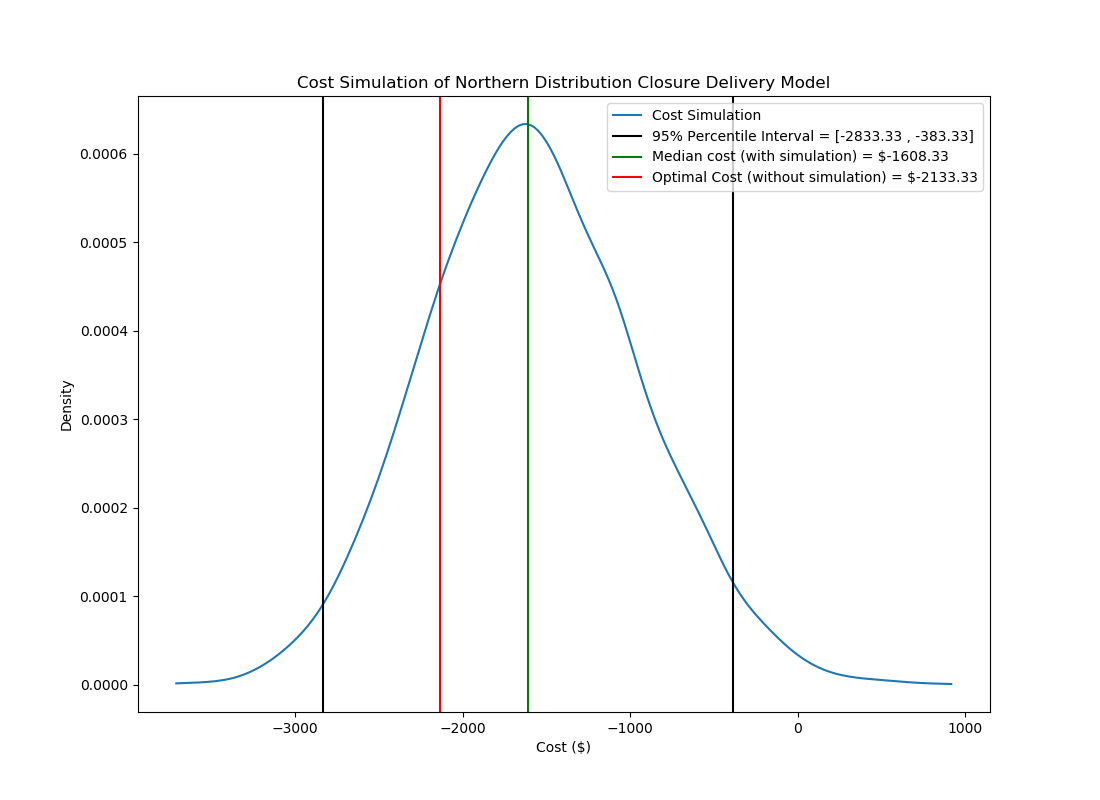 Cost Simulation of Northern Distribution Closure Delivery Model
Cost Simulation
95% Percentile Interval = [-2833.33 , -383.33]
Median cost (with simulation) = $-1608.33
Optimal Cost (without simulation) = $-2133.33
0.0006
0.0005
0.0004
0.0003
0.0002
0.0001
0.0000
Density
−3000 −2000 −1000 0 1000
Cost ($)